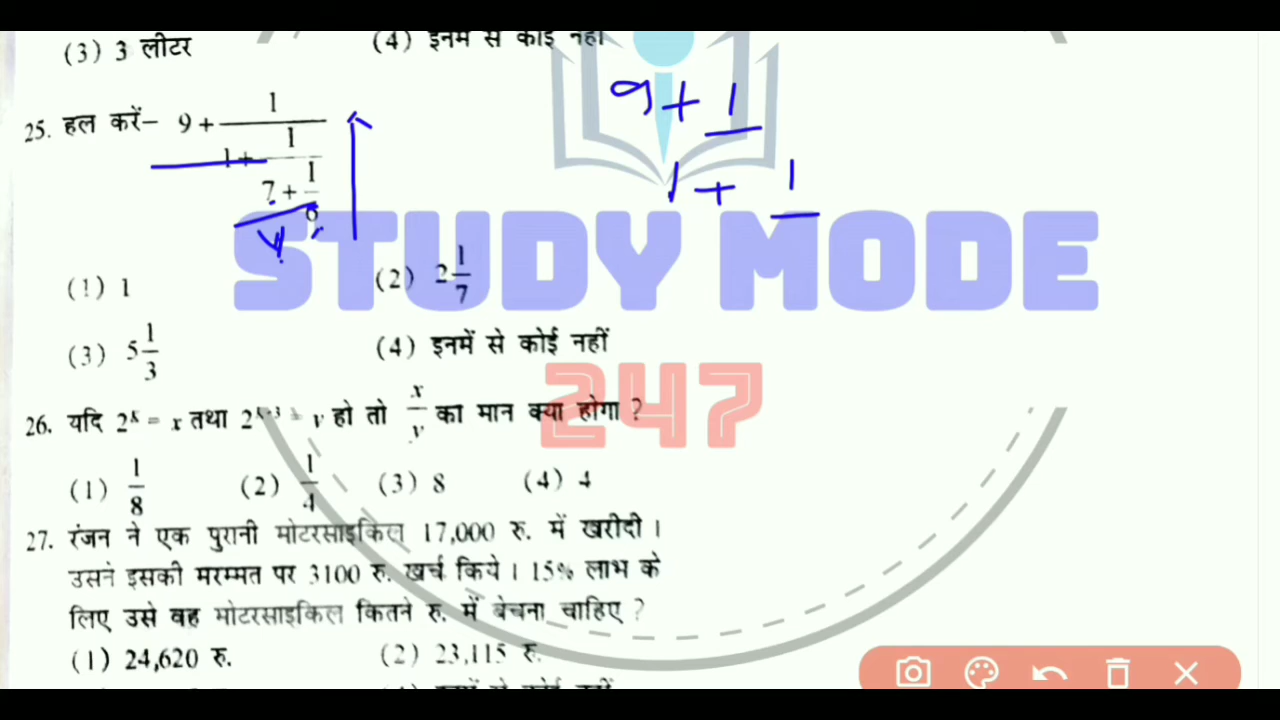 (3) 3 लीटर (4) इनमें से कोई नहीं
9 + 1
25. हल करें– 9 + 1
1 + 1
7 + 1
6
1 + 1
STUDY MODE
(1) 1 (2) 2 1/7
(3) 5 1/3 (4) इनमें से कोई नहीं
247
26. यदि 2ᵏ = x तथा 2 = y हो तो x/y का मान क्या होगा ?
(1) 1/8 (2) 1/4 (3) 8 (4) 4
27. रंजन ने एक पुरानी मोटरसाइकिल 17,000 रु. में खरीदी ।
उसने इसकी मरम्मत पर 3100 रु. खर्च किये । 15% लाभ के
लिए उसे वह मोटरसाइकिल कितने रु. में बेचना चाहिए ?
(1) 24,620 रु. (2) 23,115 रु.